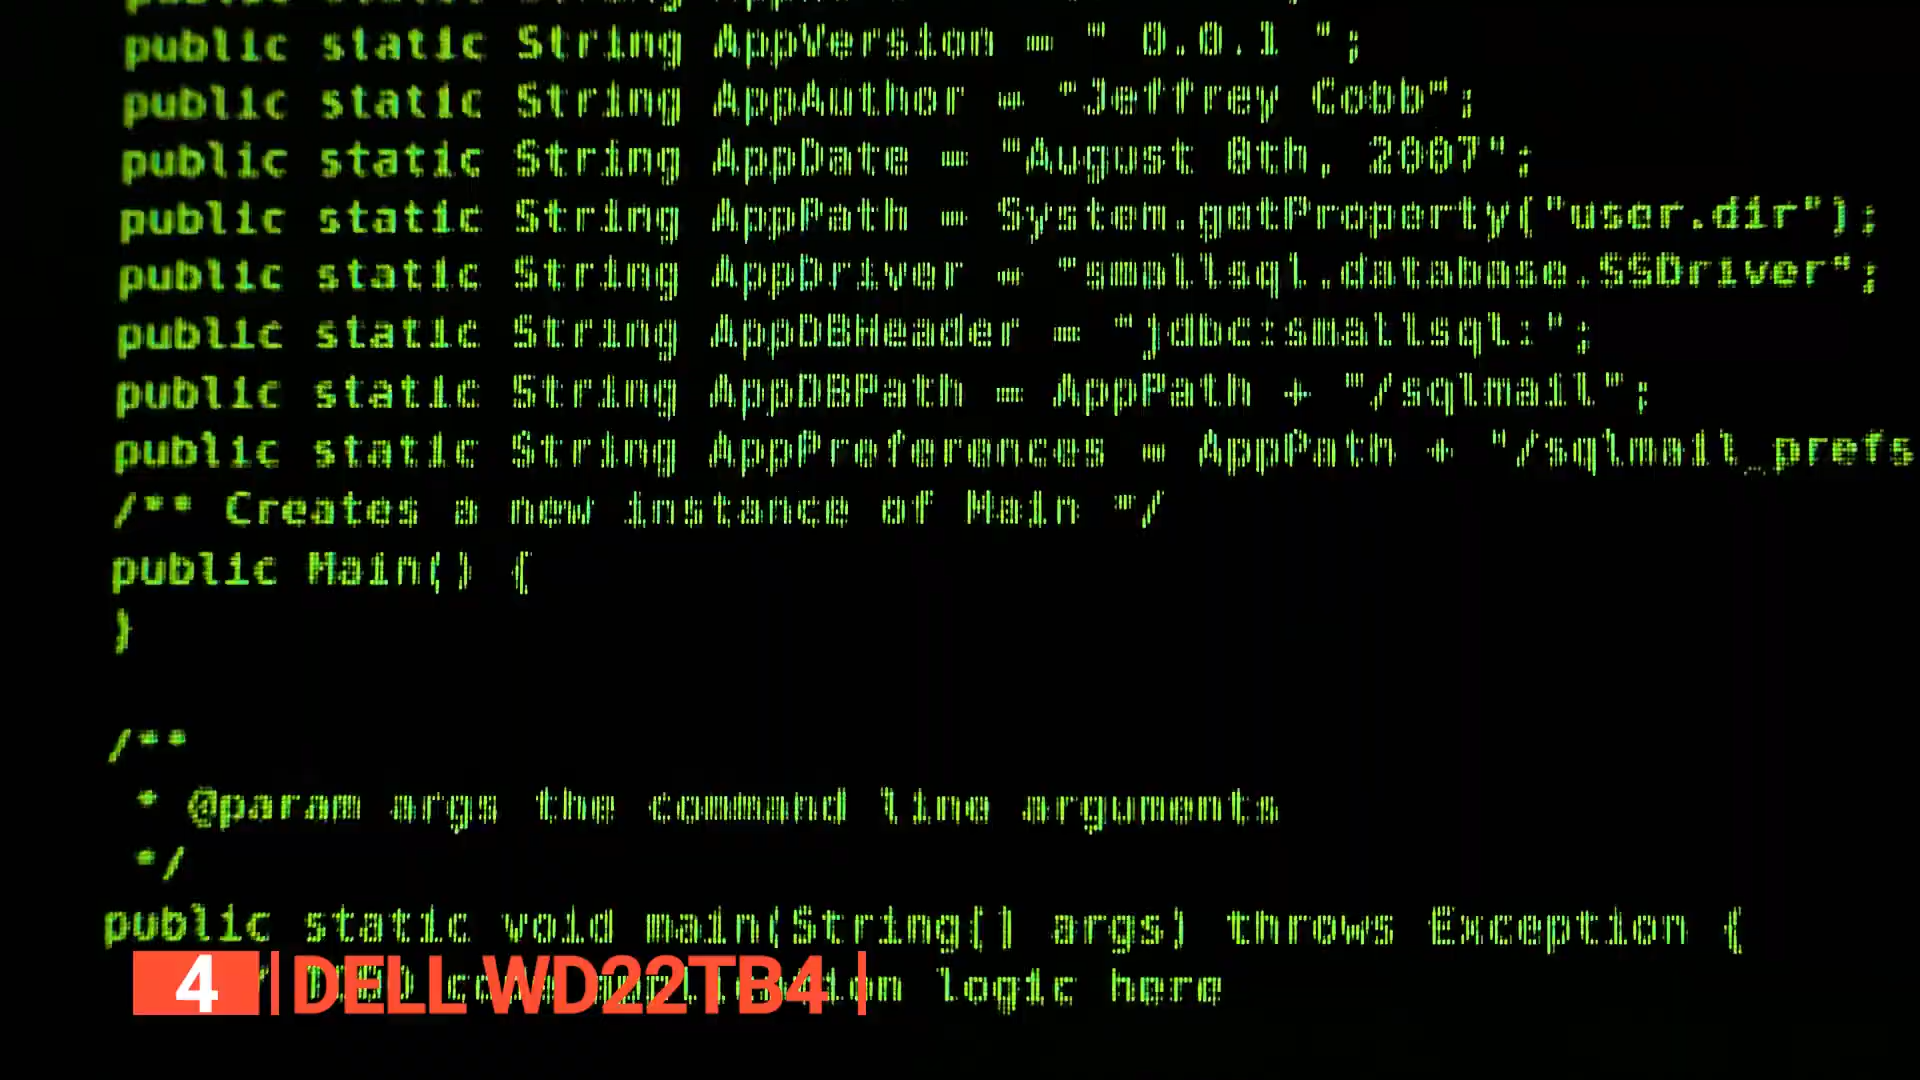 public static String AppVersion = " 0.0.1 ";
public static String AppAuthor = "Jeffrey Cobb";
public static String AppDate = "August 8th, 2007";
public static String AppPath = System.getProperty("user.dir");
public static String AppDriver = "smallsql.database.SSDriver";
public static String AppDBHeader = "jdbc:smallsql:";
public static String AppDBPath = AppPath + "/sqlmail";
public static String AppPreferences = AppPath + "/sqlmail_prefs
/** Creates a new instance of Main */
public Main() {
}
/**
* @param args the command line arguments
*/
public static void main(String[] args) throws Exception {
logic here
4 DELL WD22TB4